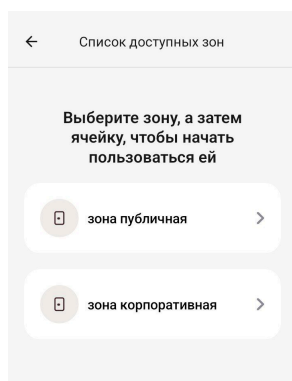 Список доступных зон
Выберите зону, а затем
ячейку, чтобы начать
пользоваться ей
зона публичная
зона корпоративная